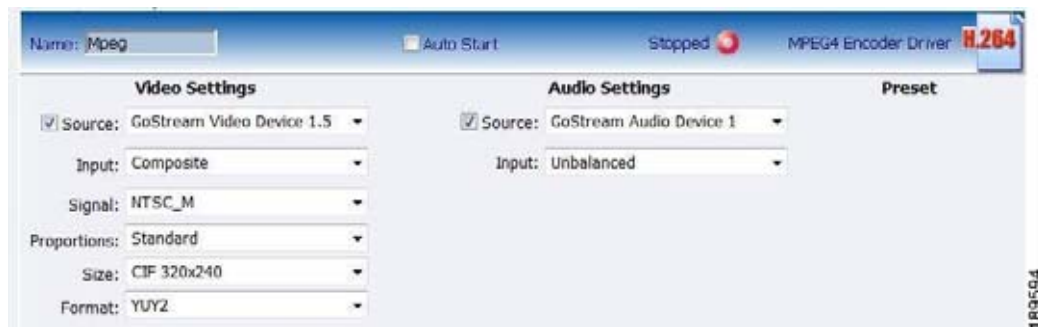 Name: Mpeg Auto Start Stopped MPEG4 Encoder Driver H.264
Video Settings Audio Settings Preset
Source: GoStream Video Device 1.5 Source: GoStream Audio Device 1
Input: Composite Input: Unbalanced
Signal: NTSC_M
Proportions: Standard
Size: CIF 320x240
Format: YUY2
189594